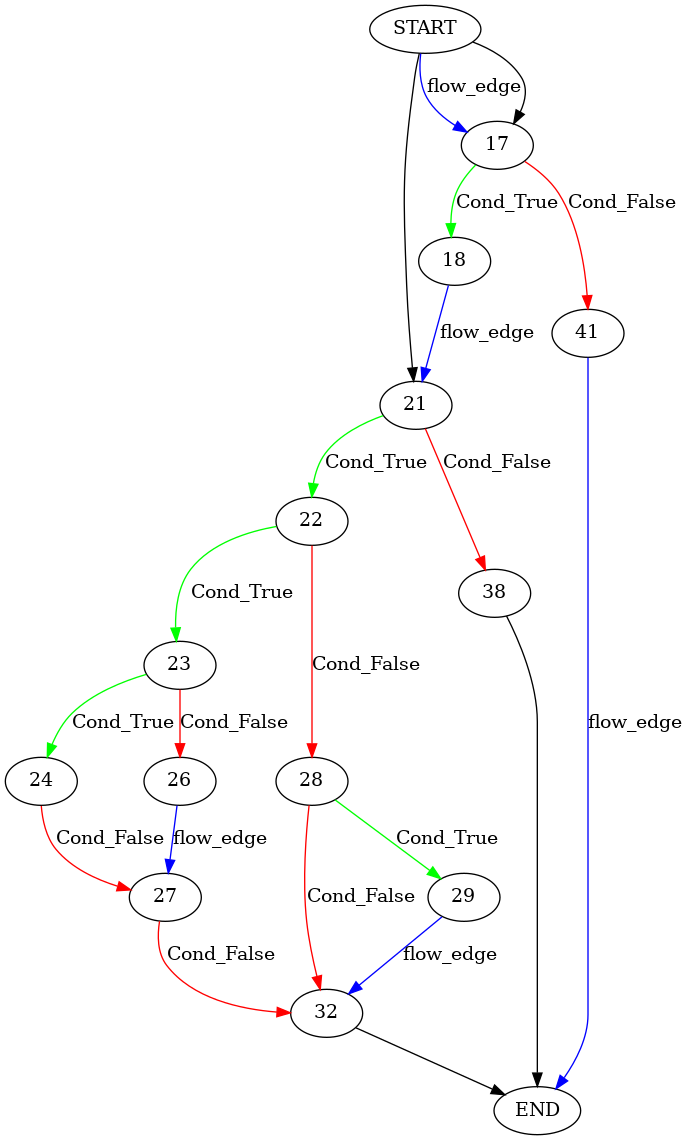 START
flow_edge
17
Cond_True
Cond_False
18
41
flow_edge
21
Cond_True
Cond_False
22
38
Cond_True
Cond_False
23
Cond_True
Cond_False
flow_edge
24
26
28
Cond_False
flow_edge
Cond_True
27
Cond_False
29
Cond_False
flow_edge
32
END